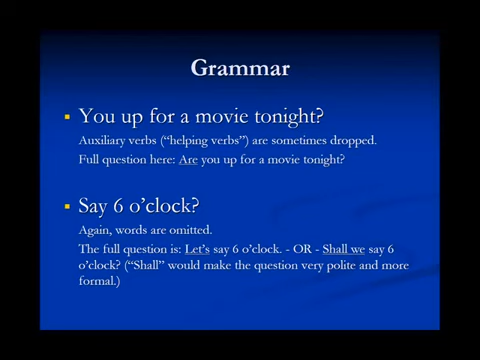 Grammar
You up for a movie tonight?
Auxiliary verbs (“helping verbs”) are sometimes dropped.
Full question here: Are you up for a movie tonight?
Say 6 o’clock?
Again, words are omitted.
The full question is: Let’s say 6 o’clock. - OR - Shall we say 6
o’clock? (“Shall” would make the question very polite and more
formal.)